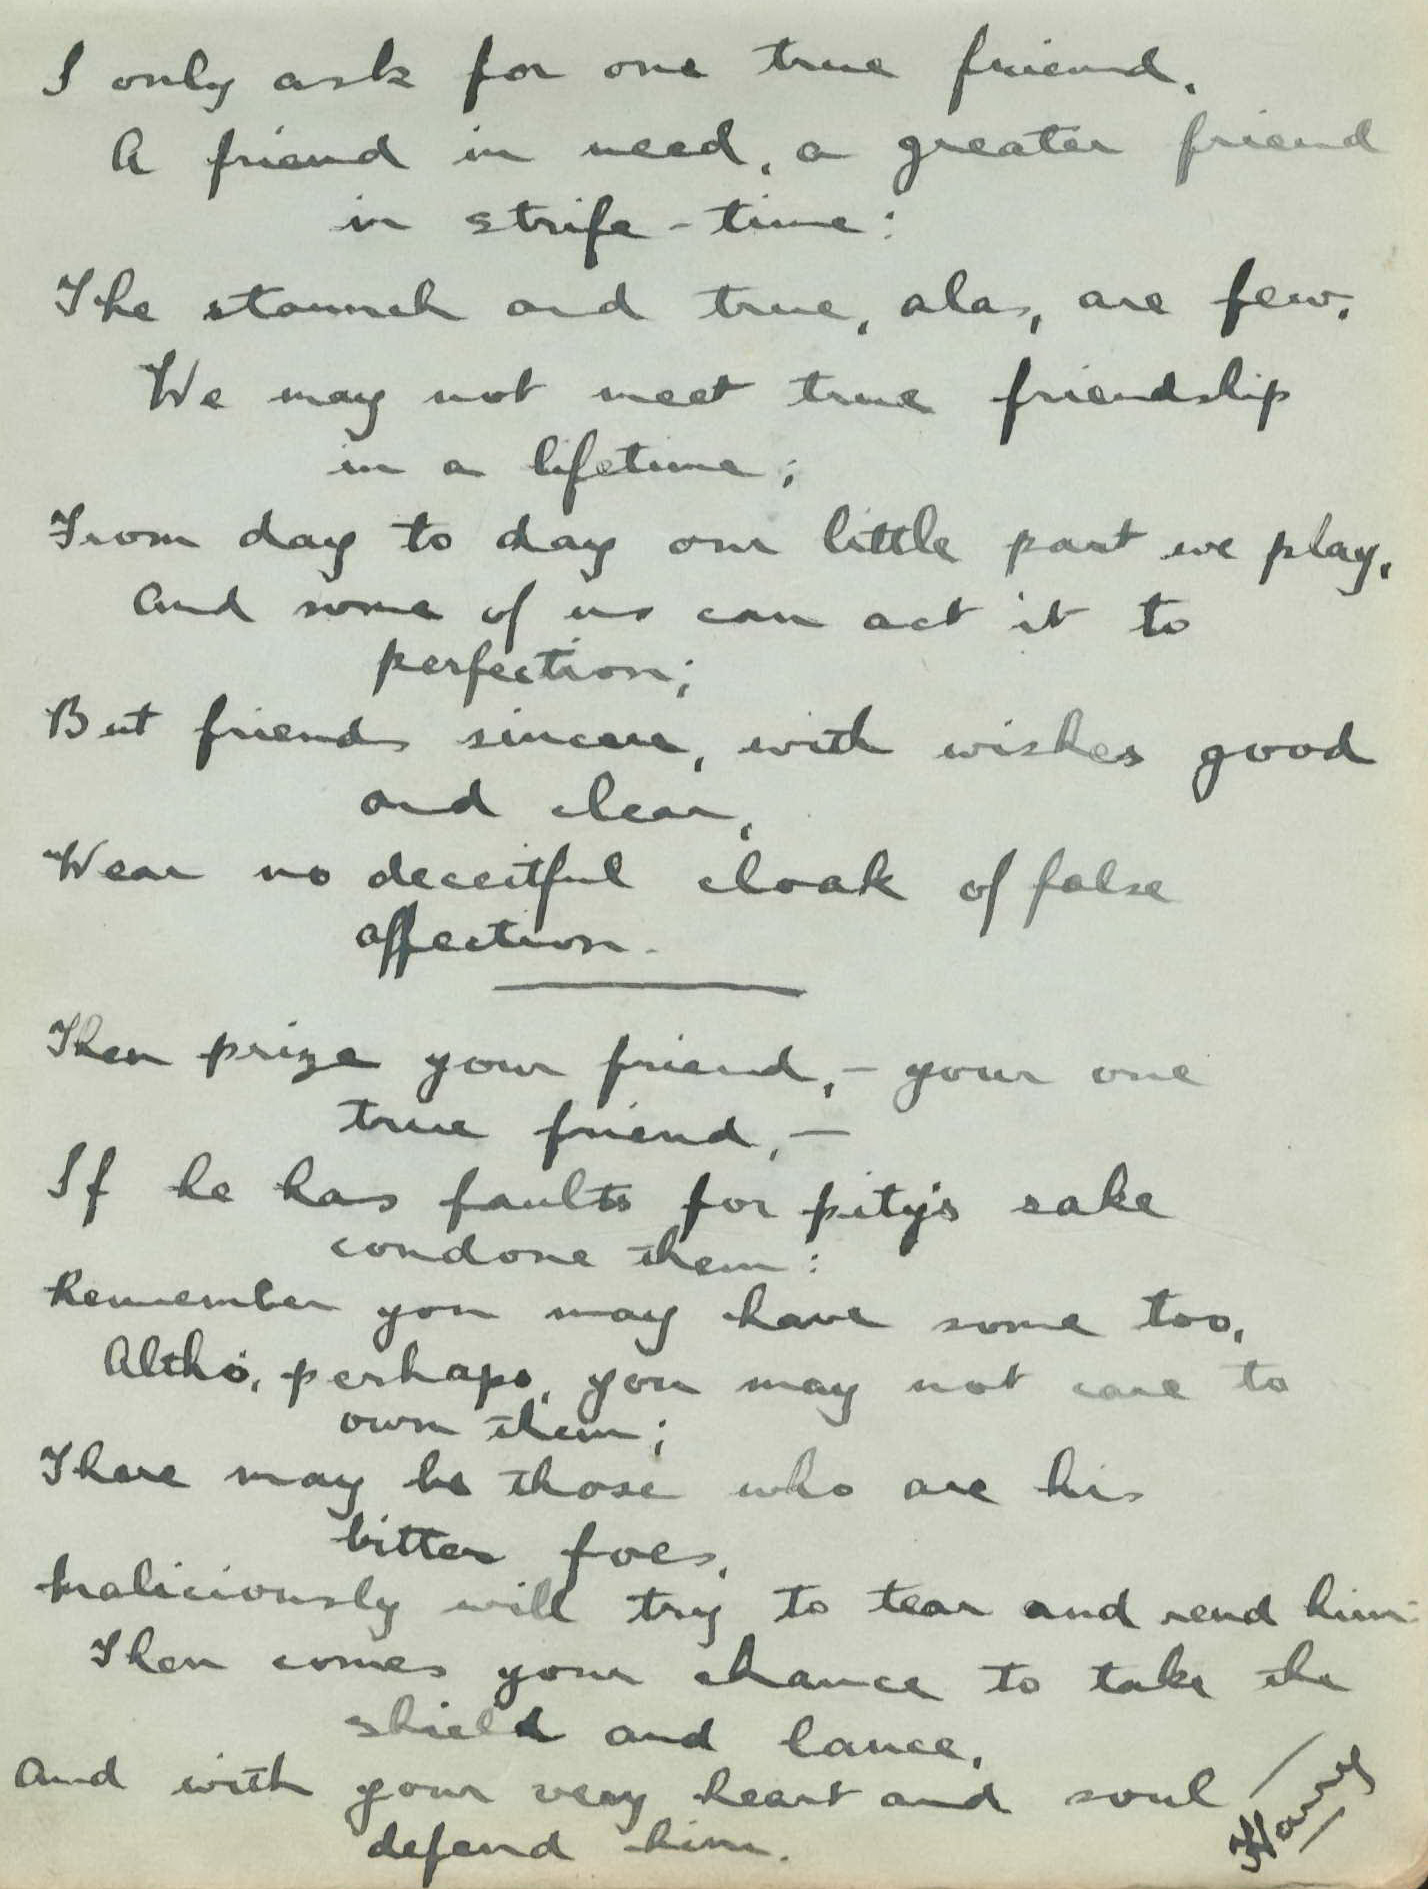 I only ask for one true friend,
A friend in need, a greater friend
in strife-time:
The staunch and true, alas, are few,
We may not meet true friendship
in a lifetime;
From day to day our little part we play,
And some of us can act it to
perfection;
But friends sincere, with wishes good
and clear,
Wear no deceitful cloak of false
affection.
Then prize your friend, - your one
true friend, -
If he has faults for pity's sake
condone them:
Remember you may have some too,
Altho, perhaps, you may not care to
own them;
There may be those who are his
bitter foes,
Maliciously will try to tear and rend him
Then comes your chance to take the
shield and lance,
And with your very heart and soul
defend him.
Harry